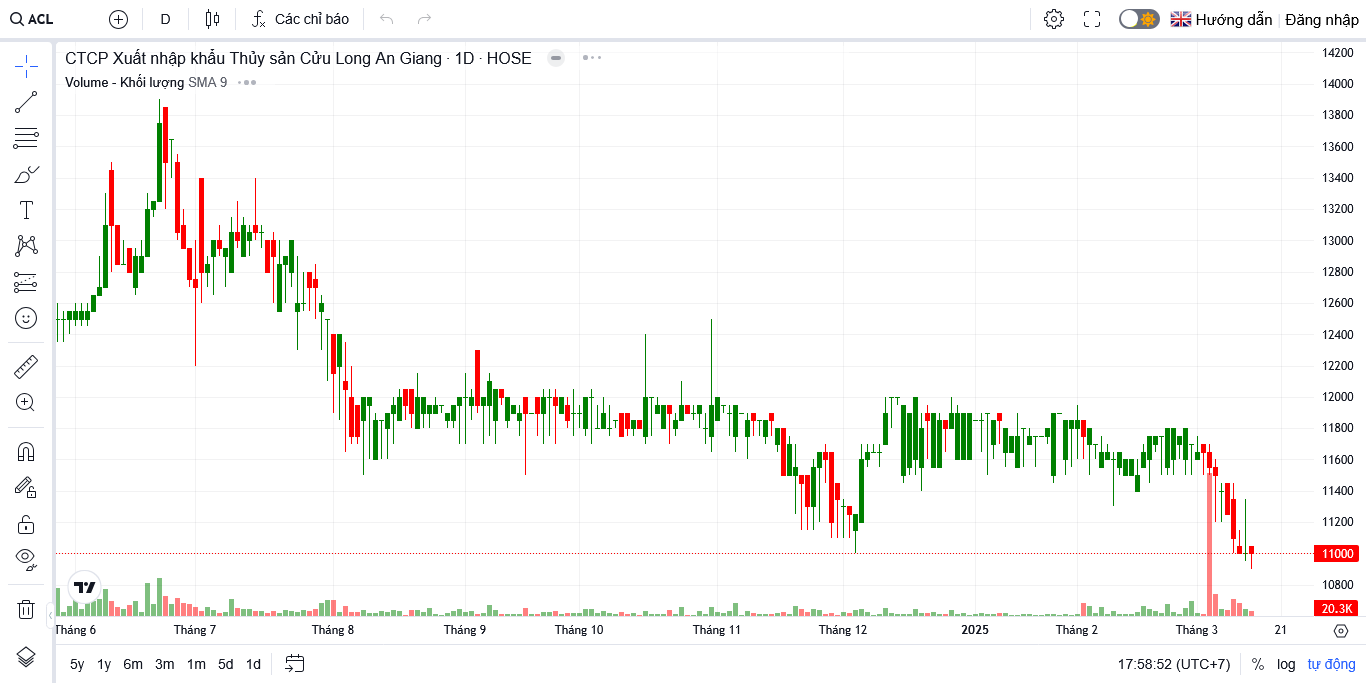 ACL
D
Các chỉ báo
Hướng dẫn
Đăng nhập
CTCP Xuất nhập khẩu Thủy sản Cửu Long An Giang · 1D · HOSE
Volume - Khối lượng SMA 9
14200
14000
13800
13600
13400
13200
13000
12800
12600
12400
12200
12000
11800
11600
11400
11200
11000
10800
20.3K
Tháng 6
Tháng 7
Tháng 8
Tháng 9
Tháng 10
Tháng 11
Tháng 12
2025
Tháng 2
Tháng 3
21
5y 1y 6m 3m 1m 5d 1d
17:58:52 (UTC+7)
%
log
tự động